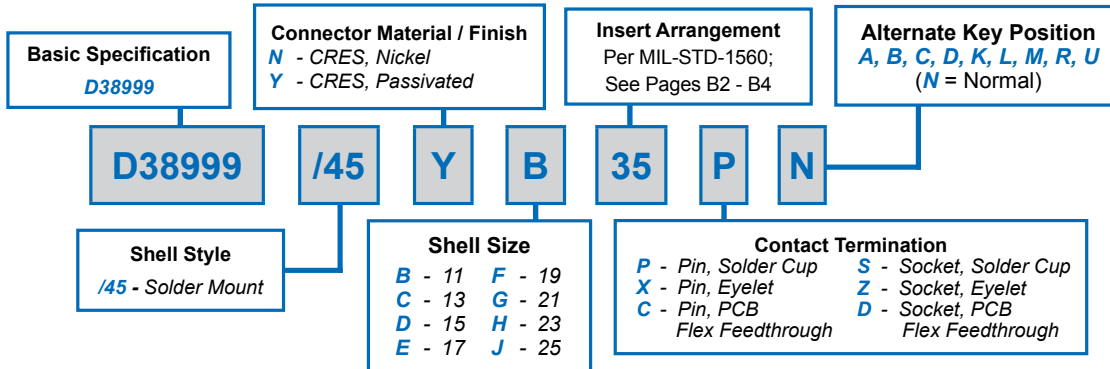 Basic Specification
D38999
Connector Material / Finish
N - CRES, Nickel
Y - CRES, Passivated
Insert Arrangement
Per MIL-STD-1560;
See Pages B2 - B4
Alternate Key Position
A, B, C, D, K, L, M, R, U
(N = Normal)
D38999 /45 Y B 35 P N
Shell Style
/45 - Solder Mount
Shell Size
B - 11 F - 19
C - 13 G - 21
D - 15 H - 23
E - 17 J - 25
Contact Termination
P - Pin, Solder Cup S - Socket, Solder Cup
X - Pin, Eyelet Z - Socket, Eyelet
C - Pin, PCB D - Socket, PCB
Flex Feedthrough Flex Feedthrough